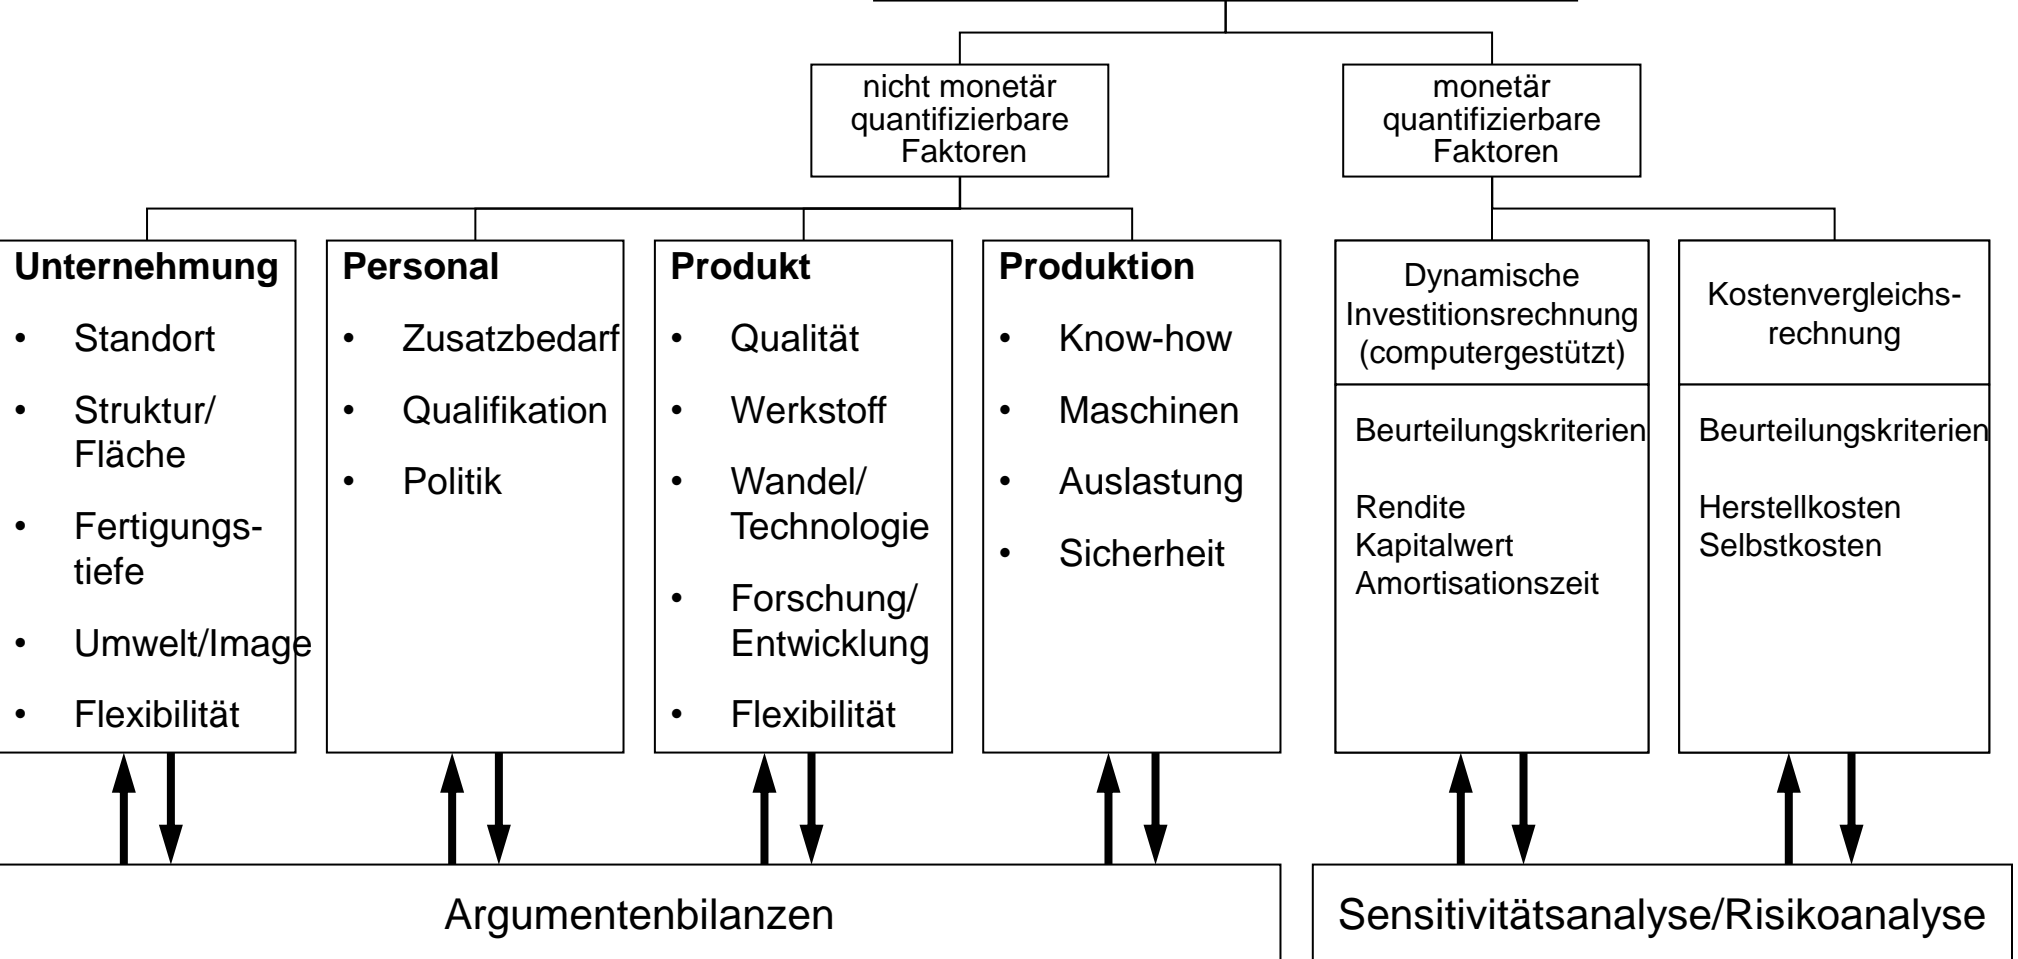 nicht monetär
quantifizierbare
Faktoren
monetär
quantifizierbare
Faktoren
Unternehmung
• Standort
• Struktur/
Fläche
• Fertigungs-
tiefe
• Umwelt/Image
• Flexibilität
Personal
• Zusatzbedarf
• Qualifikation
• Politik
Produkt
• Qualität
• Werkstoff
• Wandel/
Technologie
• Forschung/
Entwicklung
• Flexibilität
Produktion
• Know-how
• Maschinen
• Auslastung
• Sicherheit
Dynamische
Investitionsrechnung
(computergestützt)
Beurteilungskriterien
Rendite
Kapitalwert
Amortisationszeit
Kostenvergleichs-
rechnung
Beurteilungskriterien
Herstellkosten
Selbstkosten
Argumentenbilanzen
Sensitivitätsanalyse/Risikoanalyse